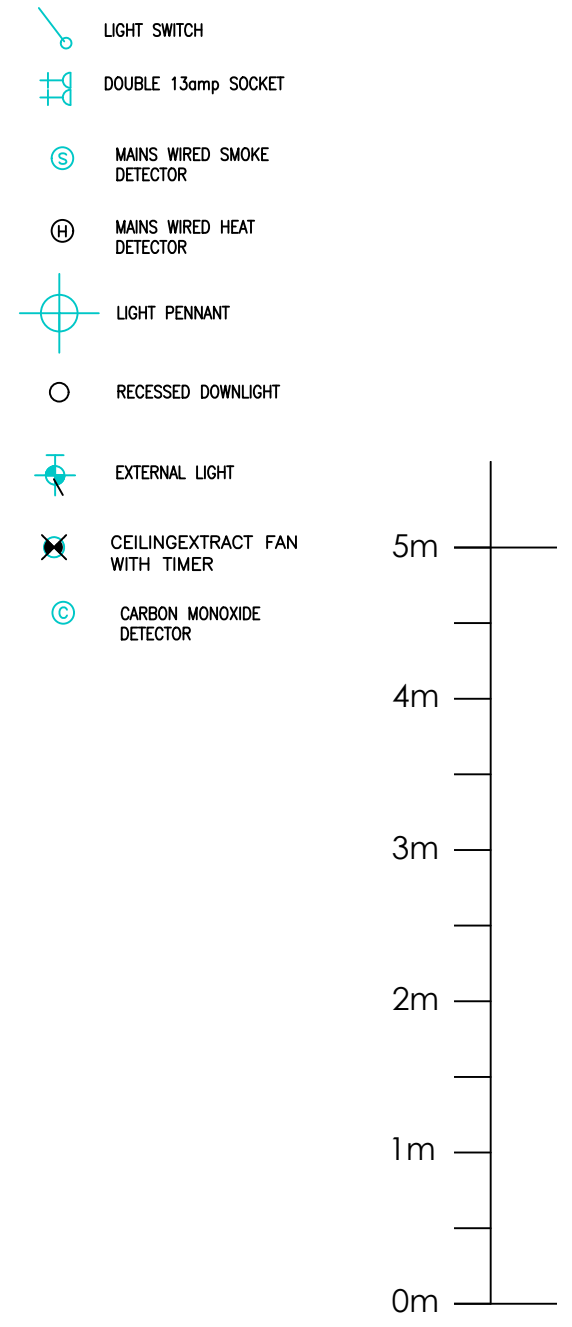 LIGHT SWITCH
DOUBLE 13amp SOCKET
S
MAINS WIRED SMOKE
DETECTOR
H
MAINS WIRED HEAT
DETECTOR
LIGHT PENNANT
RECESSED DOWNLIGHT
EXTERNAL LIGHT
CEILINGEXTRACT FAN
WITH TIMER
C
CARBON MONOXIDE
DETECTOR
5m
4m
3m
2m
1m
0m